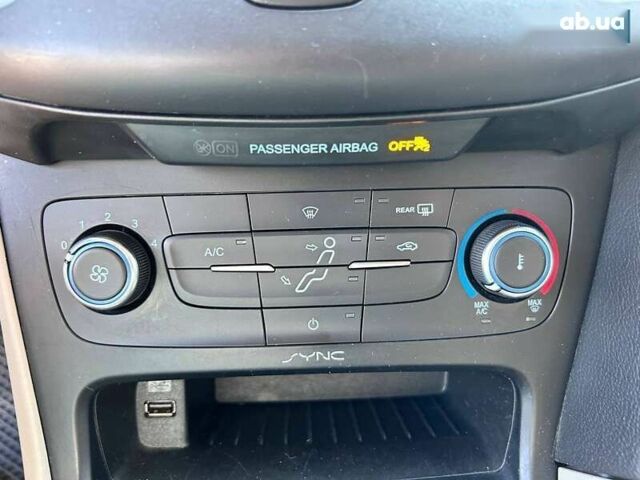 ab.ua
ON PASSENGER AIRBAG OFF
0 1 2 3 4
A/C
REAR
MAX A/C
MAX
SYNC